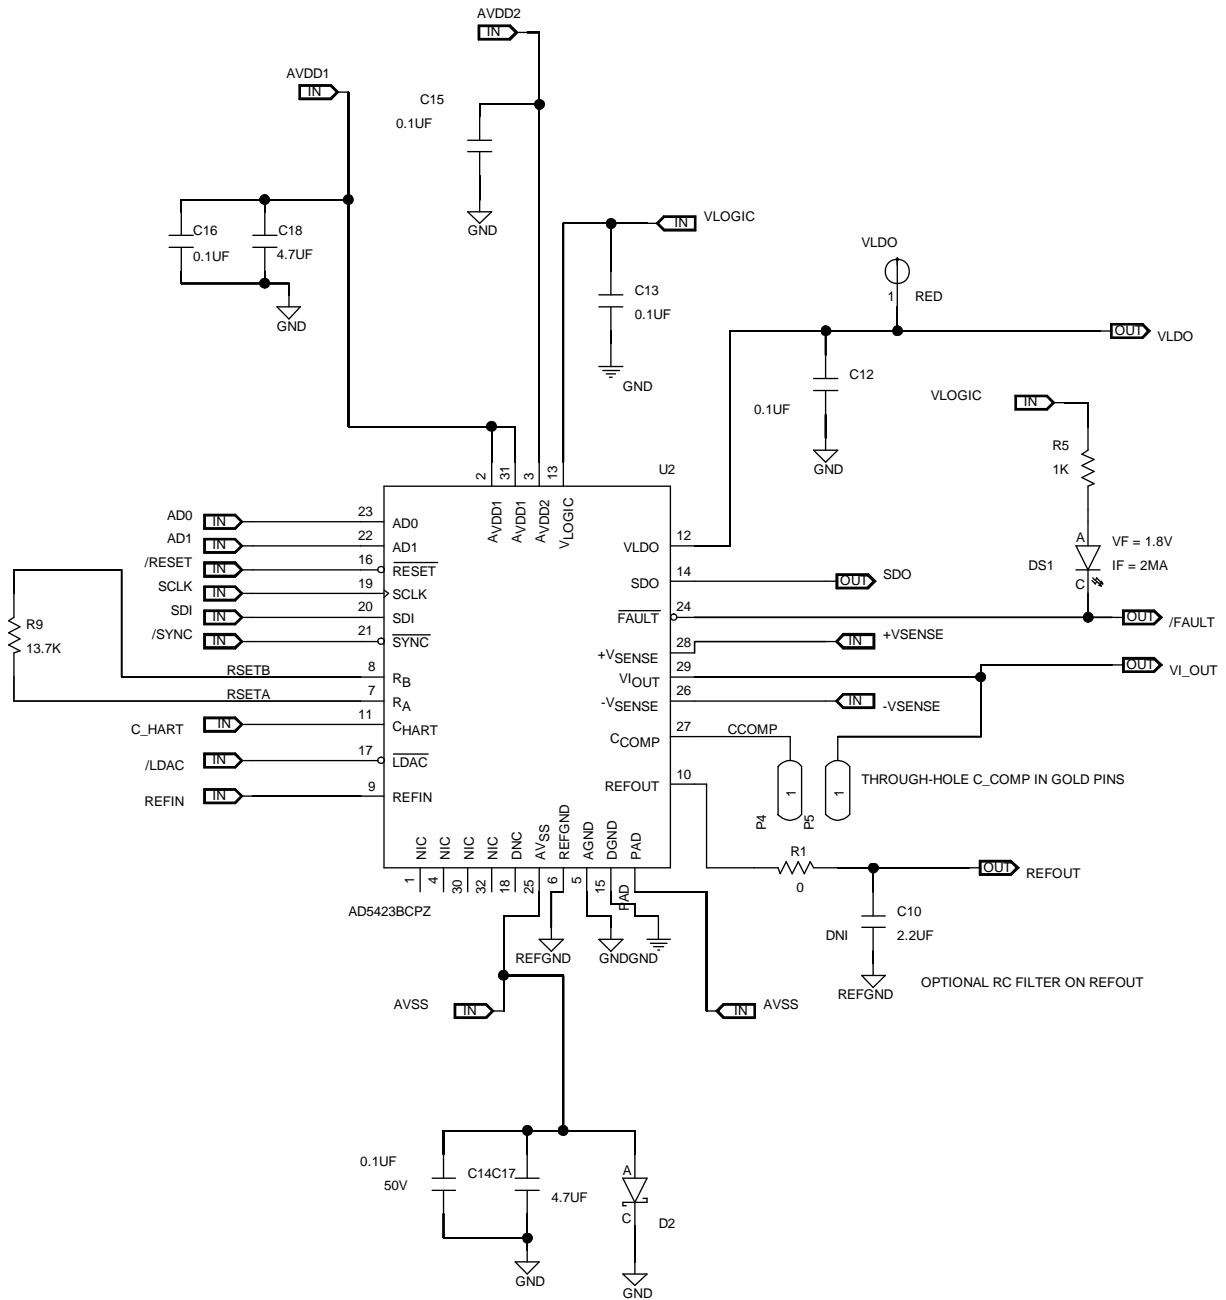 AVDD2
IN
AVDD1
IN
C15
0.1UF
GND
C16
0.1UF
C18
4.7UF
GND
IN
VLOGIC
C13
0.1UF
GND
VLDO
1
RED
OUT
VLDO
C12
0.1UF
GND
VLOGIC
IN
R5
1K
A
C
DS1
VF = 1.8V
IF = 2MA
U2
2
31
3
13
AVDD1
AVDD1
AVDD2
VLOGIC
AD0
IN
23
AD0
AD1
IN
22
AD1
/RESET
IN
16
RESET
SCLK
IN
19
SCLK
SDI
IN
20
SDI
/SYNC
IN
21
SYNC
R9
13.7K
RSETB
8
RB
RSETA
7
RA
C_HART
IN
11
CHART
/LDAC
IN
17
LDAC
REFIN
IN
9
REFIN
VLDO
12
SDO
14
OUT
SDO
FAULT
24
OUT
/FAULT
+VSENSE
28
IN
+VSENSE
VIOUT
29
OUT
VI_OUT
-VSENSE
26
IN
-VSENSE
CCOMP
27
CCOMP
REFOUT
10
1
P4
1
P5
THROUGH-HOLE C_COMP IN GOLD PINS
R1
0
OUT
REFOUT
C10
2.2UF
DNI
REFGND
OPTIONAL RC FILTER ON REFOUT
NIC
NIC
NIC
NIC
DNC
AVSS
REFGND
AGND
DGND
PAD
1
4
30
32
18
25
6
5
15
PAD
AD5423BCPZ
REFGND
GND
GND
AVSS
IN
IN
AVSS
0.1UF
50V
C14
C17
4.7UF
GND
A
C
D2
GND